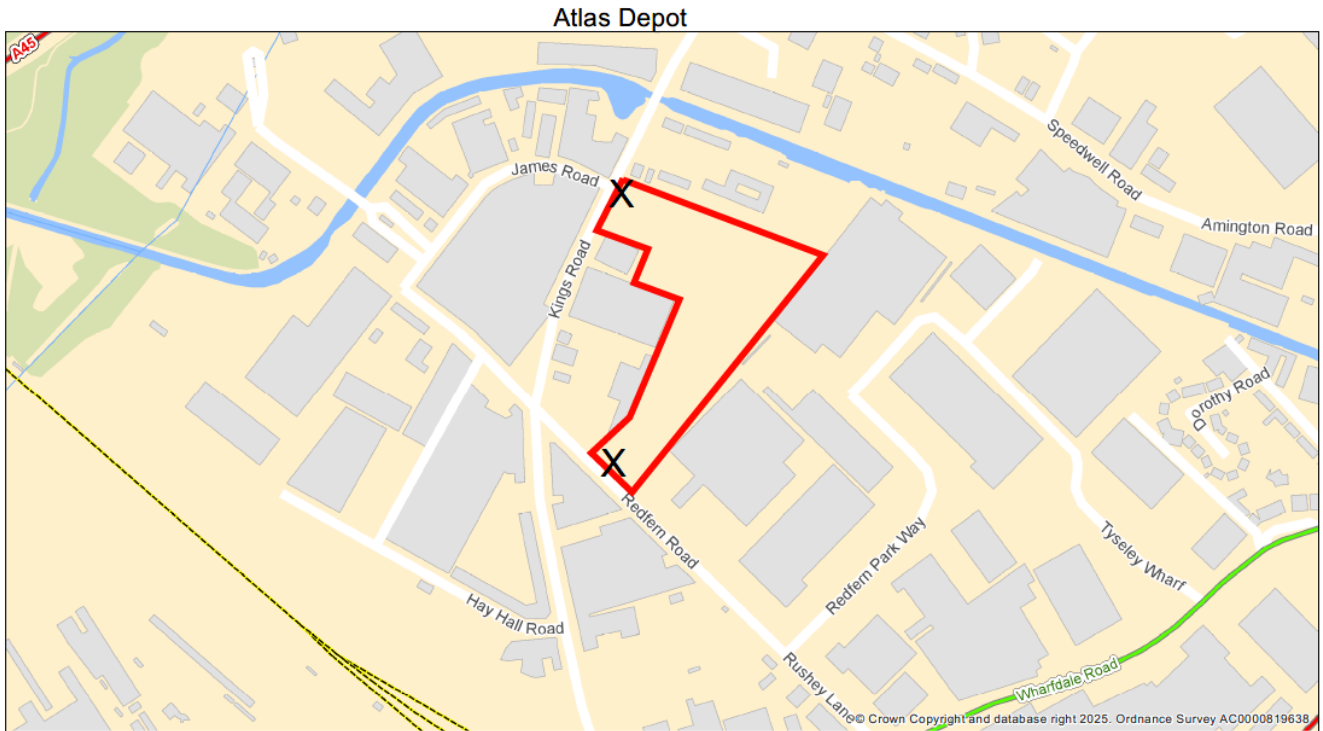 Atlas Depot
A45
James Road
X
Speedwell Road
Amington Road
Kings Road
Dorothy Road
X
Redfern Road
Tyseley Wharf
Redfern Park Way
Hay Hall Road
Rushey Lane
Wharfdale Road
© Crown Copyright and database right 2025. Ordnance Survey AC0000819638